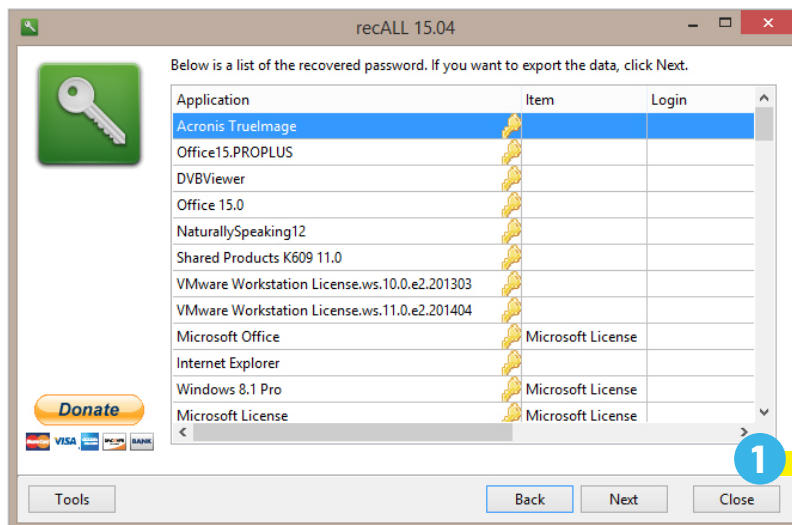 recALL 15.04
Below is a list of the recovered password. If you want to export the data, click Next.
Application Item Login
Acronis TrueImage
Office15.PROPLUS
DVBViewer
Office 15.0
NaturallySpeaking12
Shared Products K609 11.0
VMware Workstation License.ws.10.0.e2.201303
VMware Workstation License.ws.11.0.e2.201404
Microsoft Office Microsoft License
Internet Explorer
Windows 8.1 Pro Microsoft License
Microsoft License Microsoft License
Donate
VISA BANK
1
Tools Back Next Close